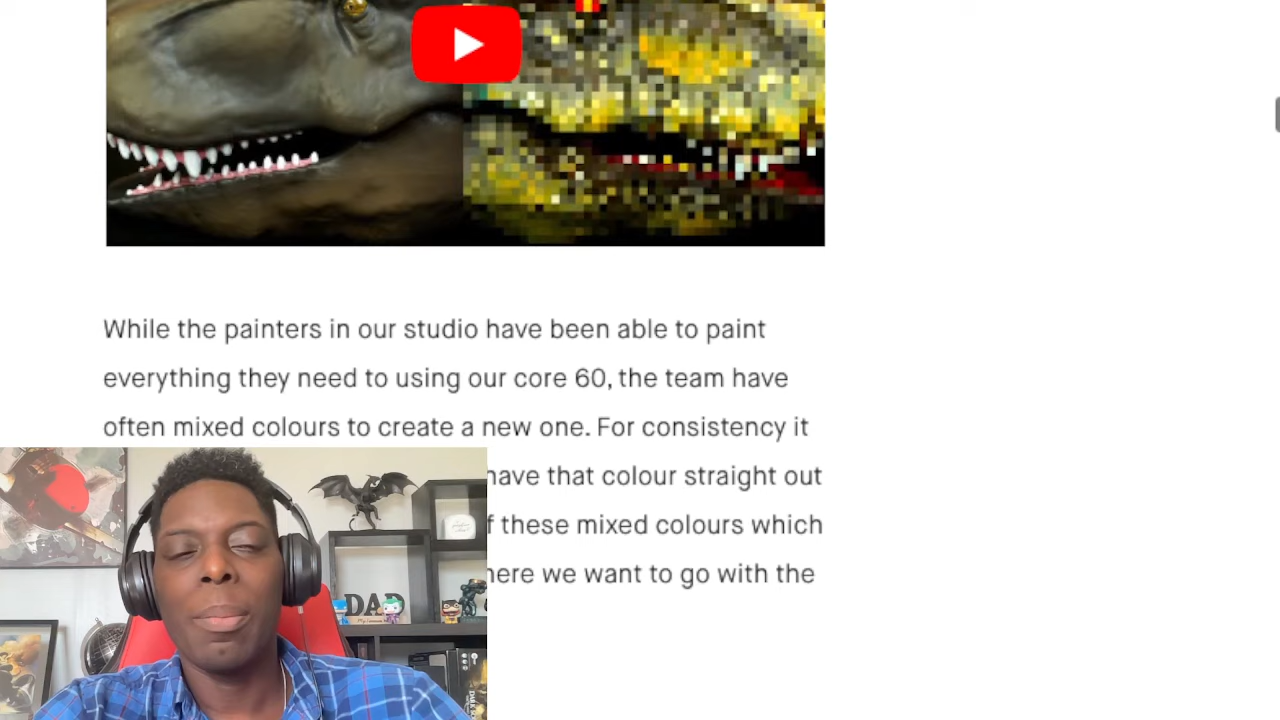 While the painters in our studio have been able to paint
everything they need to using our core 60, the team have
often mixed colours to create a new one. For consistency it
have that colour straight out
f these mixed colours which
here we want to go with the
DAD